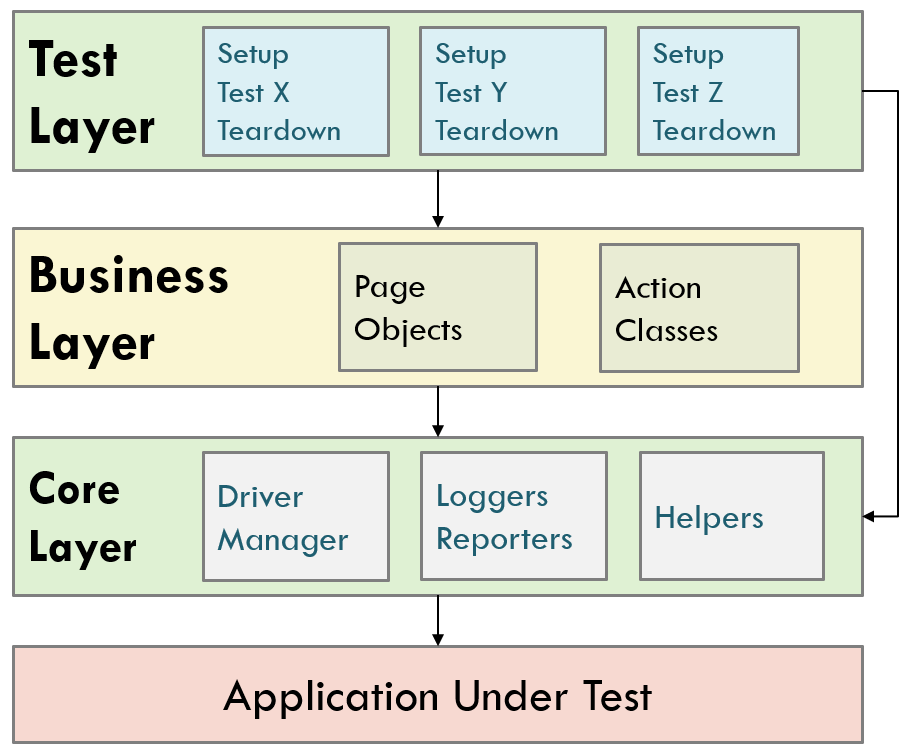 Test
Layer
Setup
Test X
Teardown
Setup
Test Y
Teardown
Setup
Test Z
Teardown
Business
Layer
Page
Objects
Action
Classes
Core
Layer
Driver
Manager
Loggers
Reporters
Helpers
Application Under Test